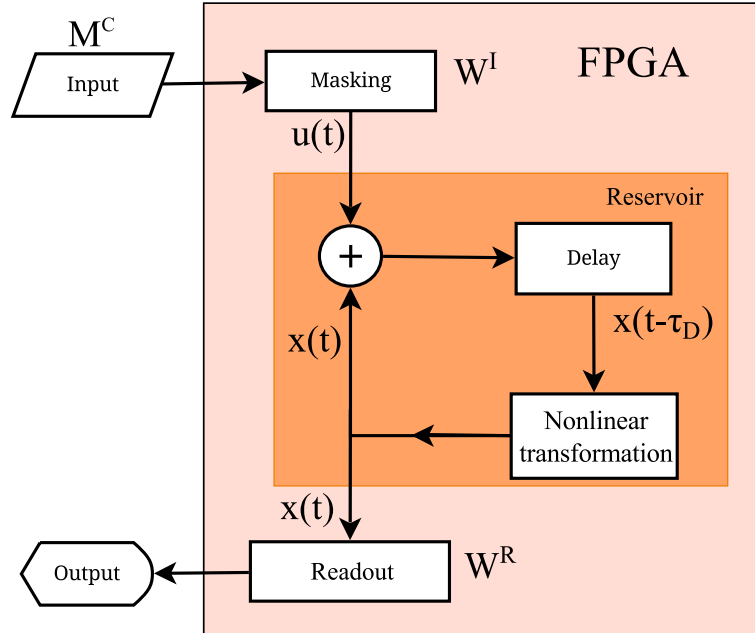 M^C
Input
Masking
W^I
FPGA
u(t)
Reservoir
+
Delay
x(t)
x(t-τ_D)
Nonlinear
transformation
x(t)
Output
Readout
W^R